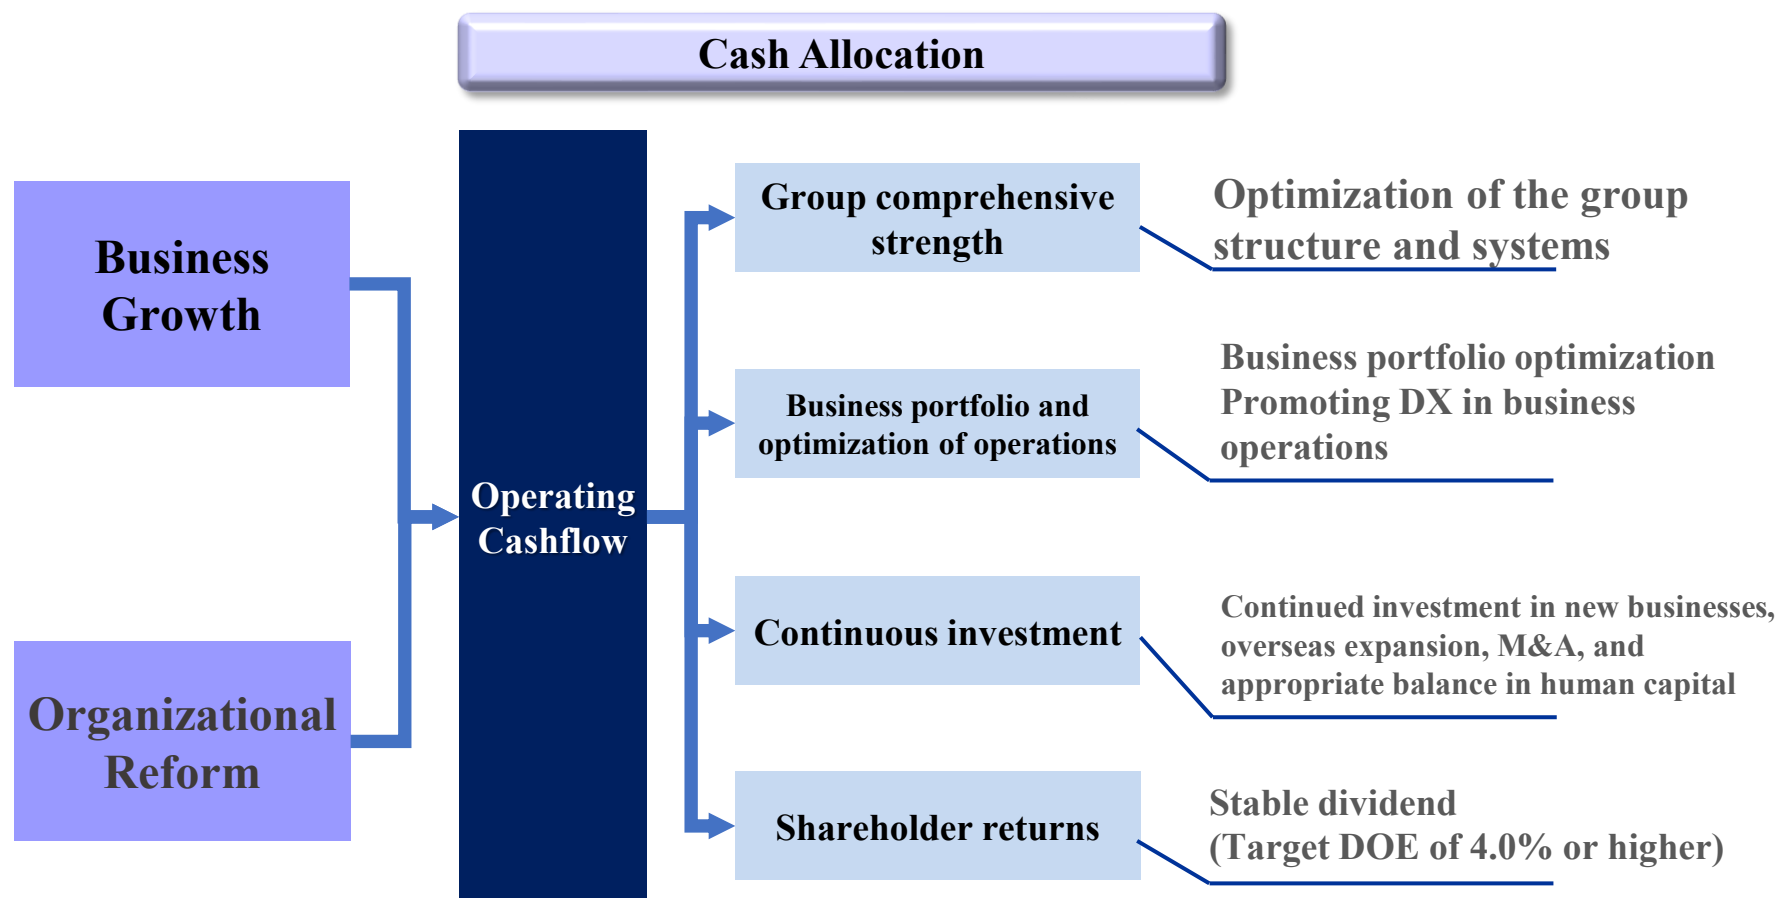 Cash Allocation
Business
Growth
Organizational
Reform
Operating
Cashflow
Group comprehensive
strength
Optimization of the group
structure and systems
Business portfolio and
optimization of operations
Business portfolio optimization
Promoting DX in business
operations
Continuous investment
Continued investment in new businesses,
overseas expansion, M&A, and
appropriate balance in human capital
Shareholder returns
Stable dividend
(Target DOE of 4.0% or higher)